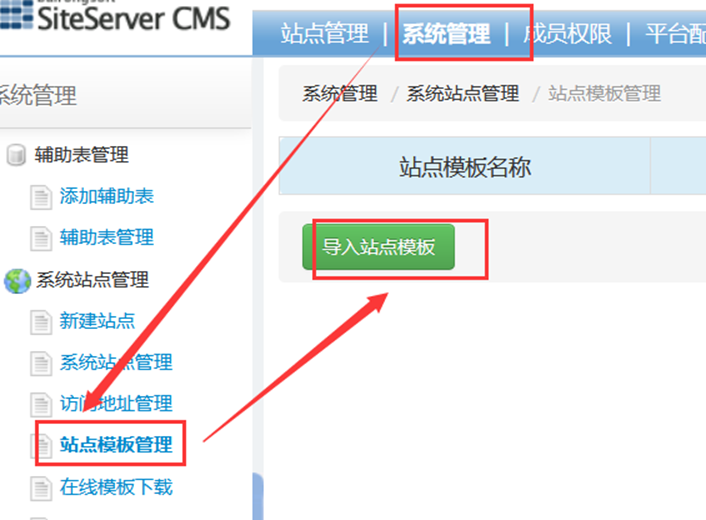 SiteServer CMS
站点管理 | 系统管理 | 成员权限 | 平台配
系统管理
系统管理 / 系统站点管理 / 站点模板管理
辅助表管理
添加辅助表
辅助表管理
系统站点管理
新建站点
系统站点管理
访问地址管理
站点模板管理
在线模板下载
站点模板名称
导入站点模板